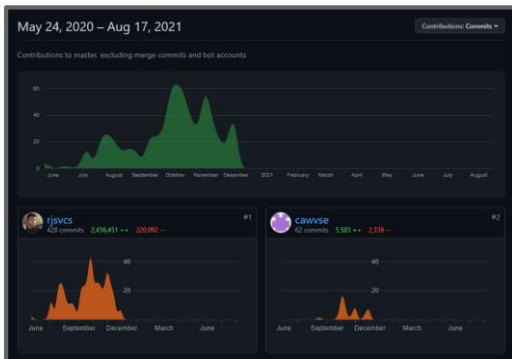 May 24, 2020 – Aug 17, 2021
Contributions: Commits
Contributions to master, excluding merge commits and bot accounts
60
40
20
0
June July August September October November December 2021 February March April May June July August
rjsvcs #1
428 commits 2,456,451 ++ 220,092 --
40
20
June September December March June
cawvse #2
62 commits 5,583 ++ 2,336 --
40
20
June September December March June